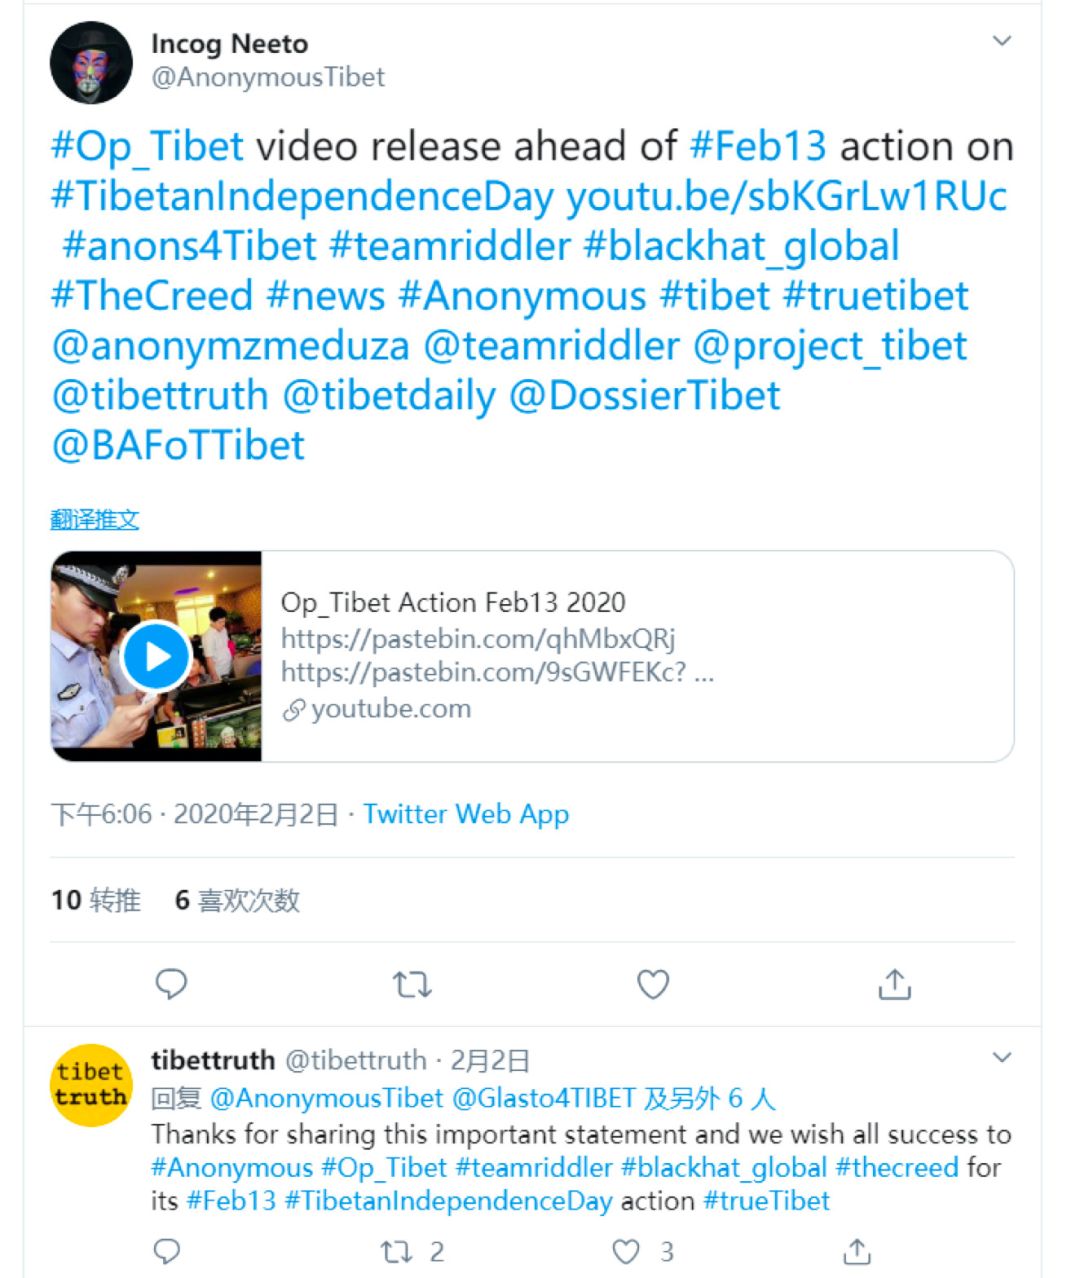 Incog Neeto
@AnonymousTibet
#Op_Tibet video release ahead of #Feb13 action on
#TibetanIndependenceDay youtu.be/sbKGrLw1RUc
#anons4Tibet #teamriddler #blackhat_global
#TheCreed #news #Anonymous #tibet #truetibet
@anonymzmeduza @teamriddler @project_tibet
@tibettruth @tibetdaily @DossierTibet
@BAFoTTibet
翻译推文
Op_Tibet Action Feb13 2020
https://pastebin.com/qhMbxQRj
https://pastebin.com/9sGWFEKc? ...
youtube.com
下午6:06 · 2020年2月2日 · Twitter Web App
10 转推 6 喜欢次数
tibet
truth
tibettruth @tibettruth · 2月2日
回复 @AnonymousTibet @Glasto4TIBET 及另外 6 人
Thanks for sharing this important statement and we wish all success to
#Anonymous #Op_Tibet #teamriddler #blackhat_global #thecreed for
its #Feb13 #TibetanIndependenceDay action #trueTibet
2 3